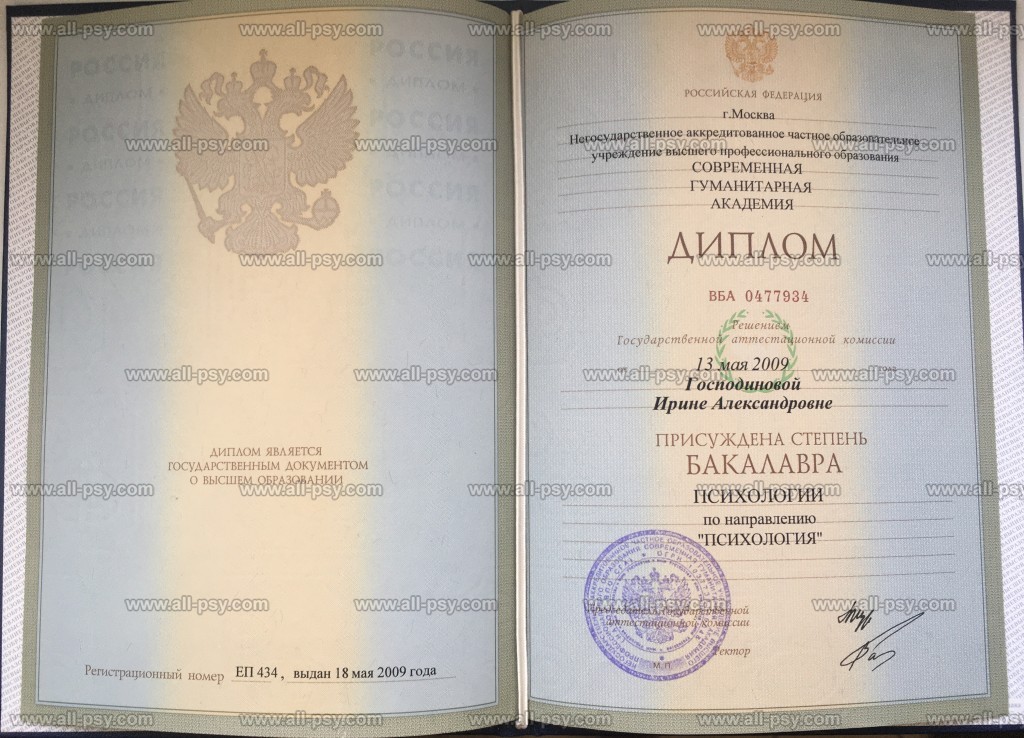 ДИПЛОМ ЯВЛЯЕТСЯ
ГОСУДАРСТВЕННЫМ ДОКУМЕНТОМ
О ВЫСШЕМ ОБРАЗОВАНИИ
Регистрационный номер ЕП 434 , выдан 18 мая 2009 года
РОССИЙСКАЯ ФЕДЕРАЦИЯ
г.Москва
Негосударственное аккредитованное частное образовательное
учреждение высшего профессионального образования
СОВРЕМЕННАЯ
ГУМАНИТАРНАЯ
АКАДЕМИЯ
ДИПЛОМ
ВБА 0477934
Решением
Государственной аттестационной комиссии
от 13 мая 2009 года
Господиновой
Ирине Александровне
ПРИСУЖДЕНА СТЕПЕНЬ
БАКАЛАВРА
ПСИХОЛОГИИ
по направлению
"ПСИХОЛОГИЯ"
Председатель Государственной
аттестационной комиссии
Ректор
М.П.
www.all-psy.com